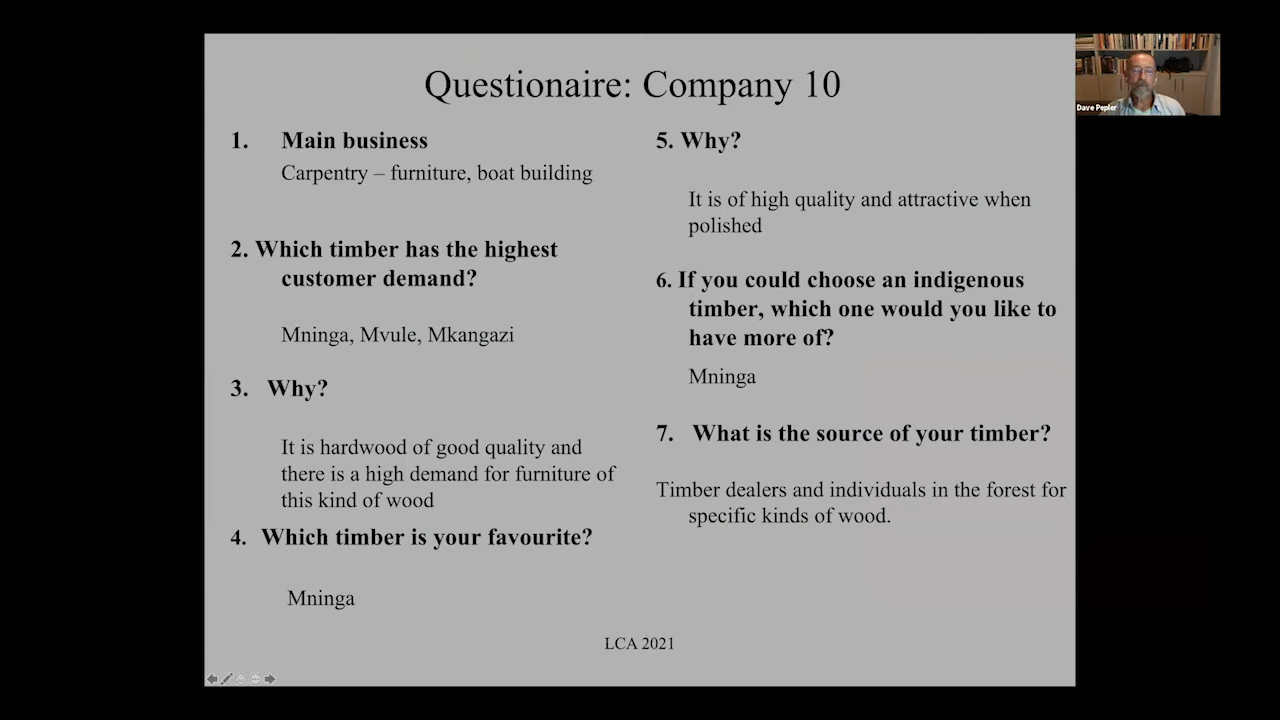 Questionaire: Company 10
1. Main business
Carpentry – furniture, boat building
2. Which timber has the highest
customer demand?
Mninga, Mvule, Mkangazi
3. Why?
It is hardwood of good quality and
there is a high demand for furniture of
this kind of wood
4. Which timber is your favourite?
Mninga
5. Why?
It is of high quality and attractive when
polished
6. If you could choose an indigenous
timber, which one would you like to
have more of?
Mninga
7. What is the source of your timber?
Timber dealers and individuals in the forest for
specific kinds of wood.
LCA 2021
Dave Pepler